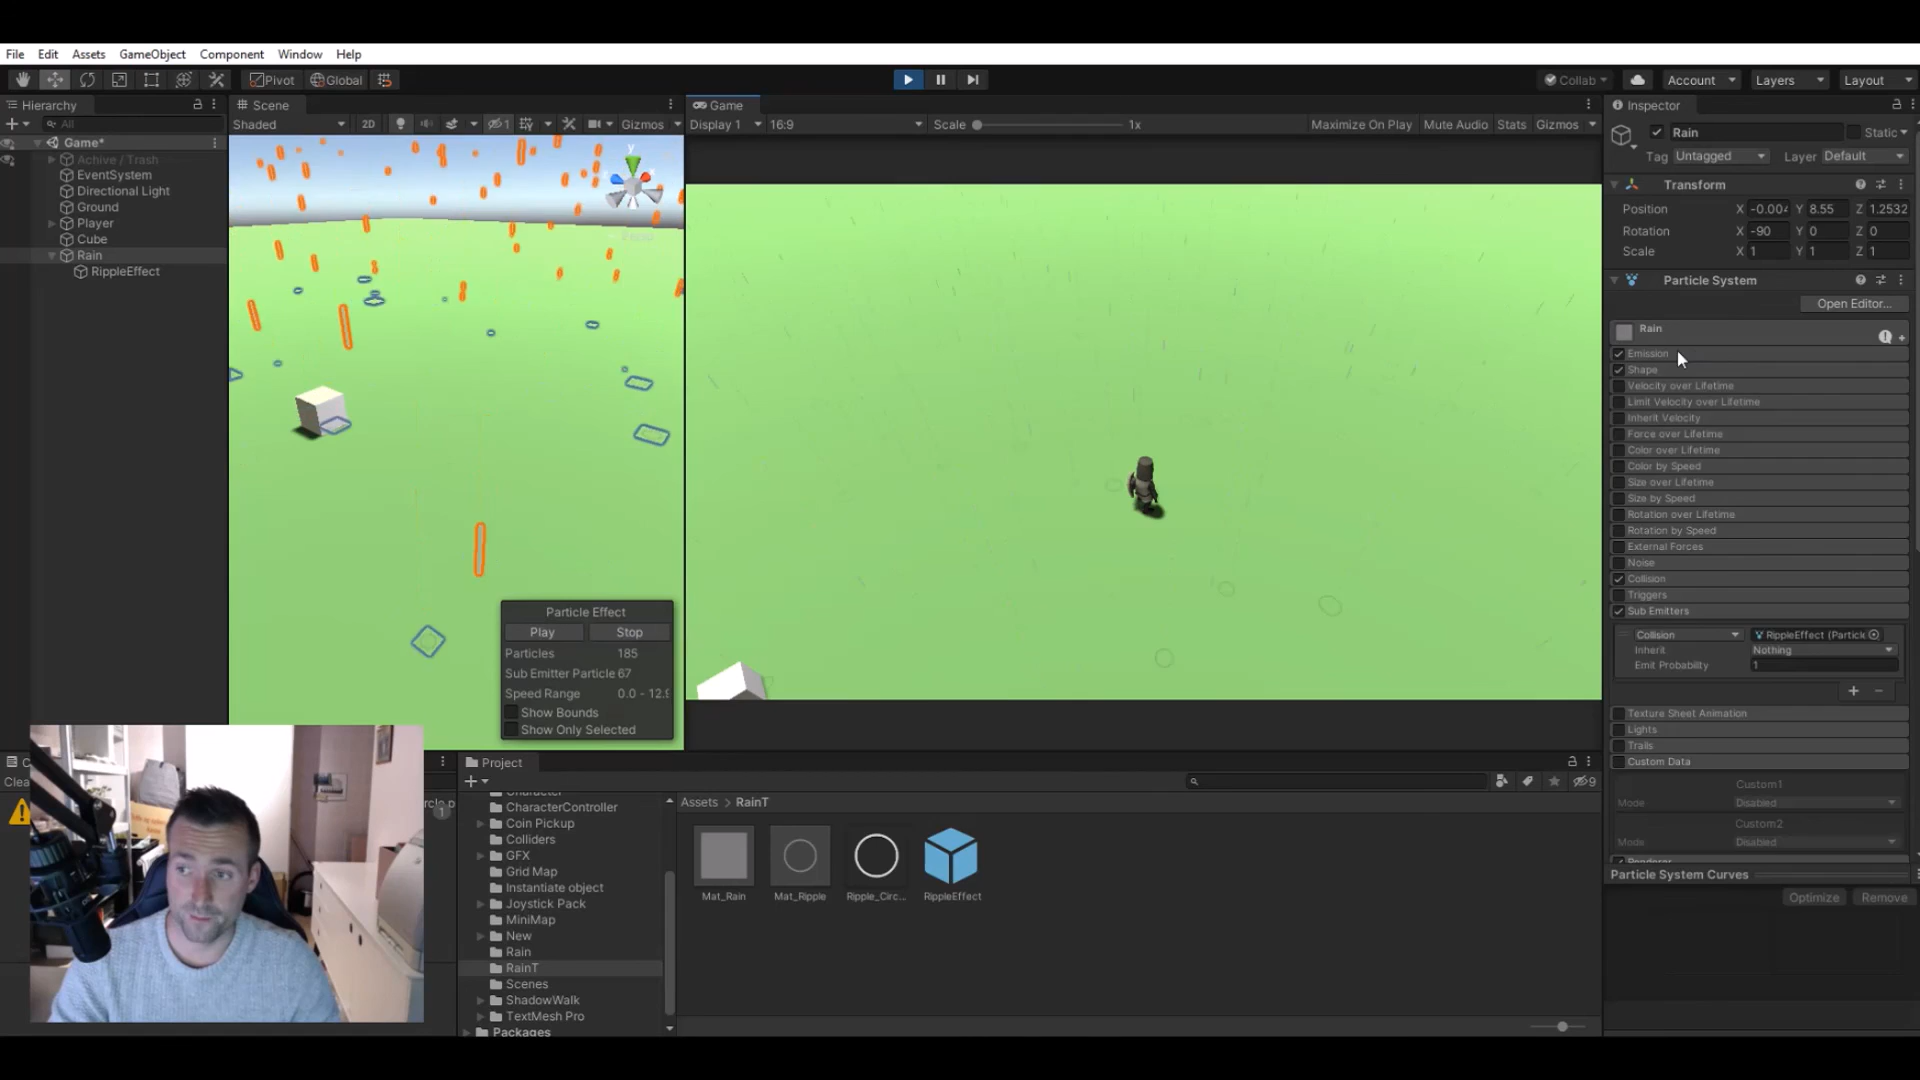 File Edit Assets GameObject Component Window Help
Pivot Global
Collab Account Layers Layout
Hierarchy
All
Game*
Achive / Trash
EventSystem
Directional Light
Ground
Player
Cube
Rain
RippleEffect
Scene
Shaded 2D 1 Gizmos
y
Particle Effect
Play Stop
Particles 185
Sub Emitter Particle 67
Speed Range 0.0 - 12.9
Show Bounds
Show Only Selected
Game
Display 1 16:9 Scale 1x Maximize On Play Mute Audio Stats Gizmos
Inspector
Rain Static
Tag Untagged Layer Default
Transform
Position X -0.004 Y 8.55 Z 1.2532
Rotation X -90 Y 0 Z 0
Scale X 1 Y 1 Z 1
Particle System
Open Editor...
Rain
Emission
Shape
Velocity over Lifetime
Limit Velocity over Lifetime
Inherit Velocity
Force over Lifetime
Color over Lifetime
Color by Speed
Size over Lifetime
Size by Speed
Rotation over Lifetime
Rotation by Speed
External Forces
Noise
Collision
Triggers
Sub Emitters
Collision RippleEffect (Particle
Inherit Nothing
Emit Probability 1
Texture Sheet Animation
Lights
Trails
Custom Data
Custom1
Mode Disabled
Custom2
Mode Disabled
Renderer
Particle System Curves
Optimize Remove
Clea
1
Project
9
CharacterController
Coin Pickup
Colliders
GFX
Grid Map
Instantiate object
Joystick Pack
MiniMap
New
Rain
RainT
Scenes
ShadowWalk
TextMesh Pro
Packages
Assets > RainT
Mat_Rain Mat_Ripple Ripple_Circ... RippleEffect